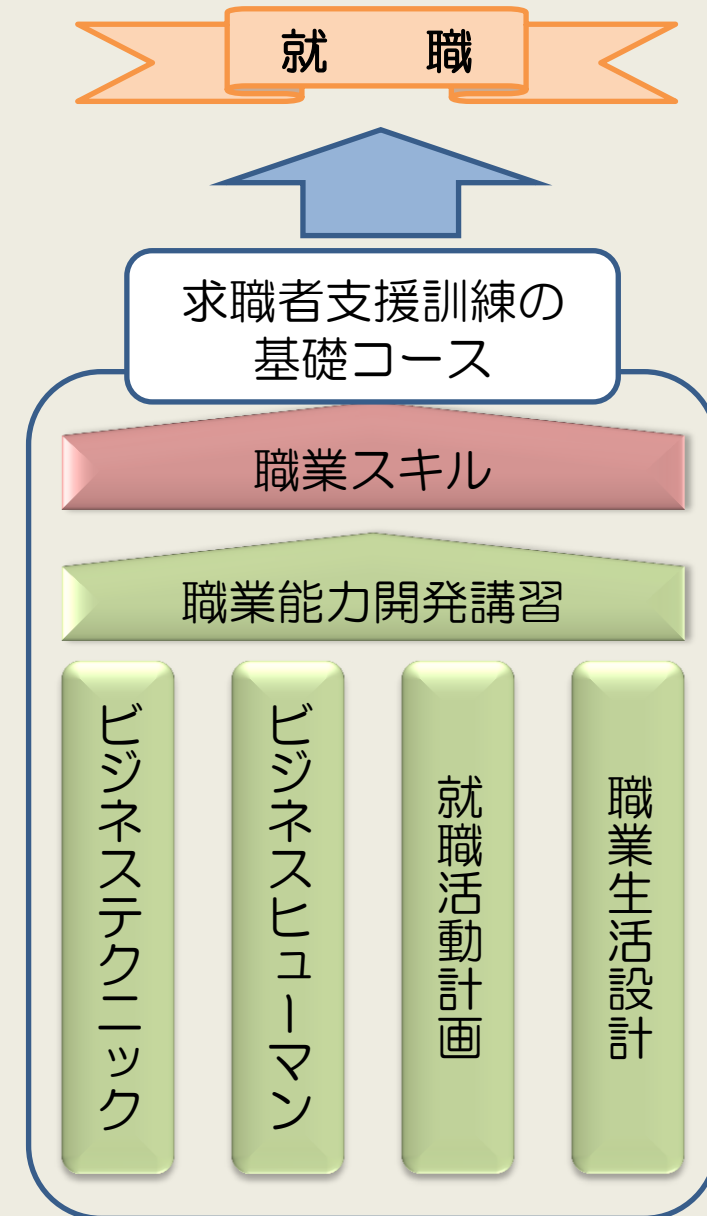 就　職
求職者支援訓練の
基礎コース
職業スキル
職業能力開発講習
ビジネステクニック
ビジネスヒューマン
就職活動計画
職業生活設計